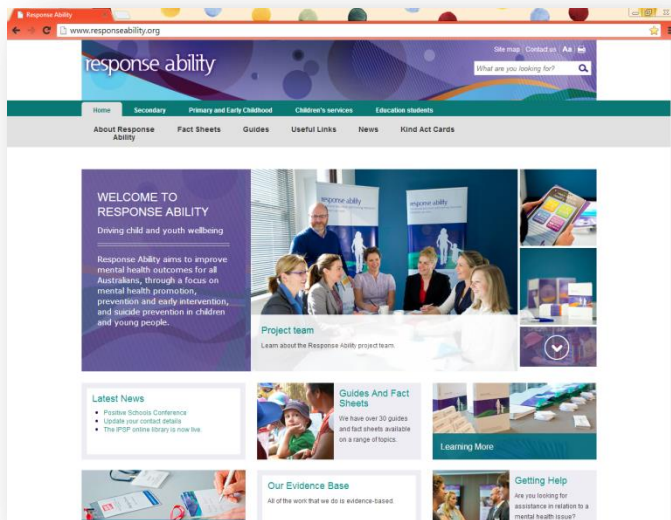 Response Ability
www.responseability.org
Site map Contact us Aa
response ability
What are you looking for?
Home Secondary Primary and Early Childhood Children's services Education students
About Response Ability Fact Sheets Guides Useful Links News Kind Act Cards
WELCOME TO
RESPONSE ABILITY
Driving child and youth wellbeing
Response Ability aims to improve
mental health outcomes for all
Australians, through a focus on
mental health promotion,
prevention and early intervention,
and suicide prevention in children
and young people.
response ability
response ability
Project team
Learn about the Response Ability project team.
Latest News
Positive Schools Conference
Update your contact details
The IPSP online library is now live
Guides And Fact
Sheets
We have over 30 guides
and fact sheets available
on a range of topics.
Learning More
Our Evidence Base
All of the work that we do is evidence-based.
Getting Help
Are you looking for
assistance in relation to a
mental health issue?